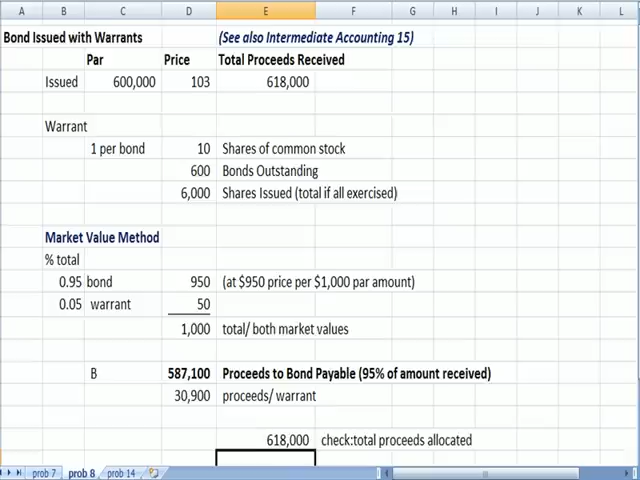 A B C D E F G H I J K L
Bond Issued with Warrants (See also Intermediate Accounting 15)
Par Price Total Proceeds Received
Issued 600,000 103 618,000
Warrant
1 per bond 10 Shares of common stock
600 Bonds Outstanding
6,000 Shares Issued (total if all exercised)
Market Value Method
% total
0.95 bond 950 (at $950 price per $1,000 par amount)
0.05 warrant 50
1,000 total/ both market values
B 587,100 Proceeds to Bond Payable (95% of amount received)
30,900 proceeds/ warrant
618,000 check:total proceeds allocated
prob 7 prob 8 prob 14